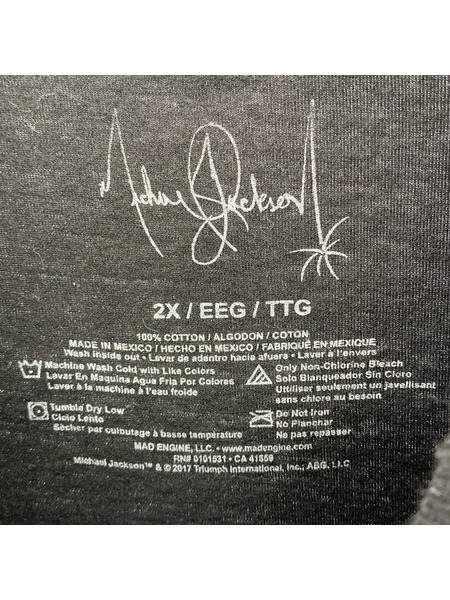 Michael Jackson
2X / EEG / TTG
100% COTTON / ALGODON / COTON
MADE IN MEXICO / HECHO EN MEXICO / FABRIQUÉ EN MEXIQUE
Wash inside out • Lavar de adentro hacia afuera • Laver à l'envers
Machine Wash Cold with Like Colors
Lavar En Maquina Agua Fria Por Colores
Laver à la machine à l'eau froide
Only Non-Chlorine Bleach
Solo Blanqueador Sin Cloro
Utiliser seulement un javellisant
sans chlore au besoin
Tumble Dry Low
Ciclo Lento
Sécher par culbutage à basse température
Do Not Iron
No Planchar
Ne pas repasser
MAD ENGINE, LLC. • www.madengine.com
RN# 0101531 • CA 41559
Michael Jackson™ & © 2017 Triumph International, Inc., ABG, LLC.